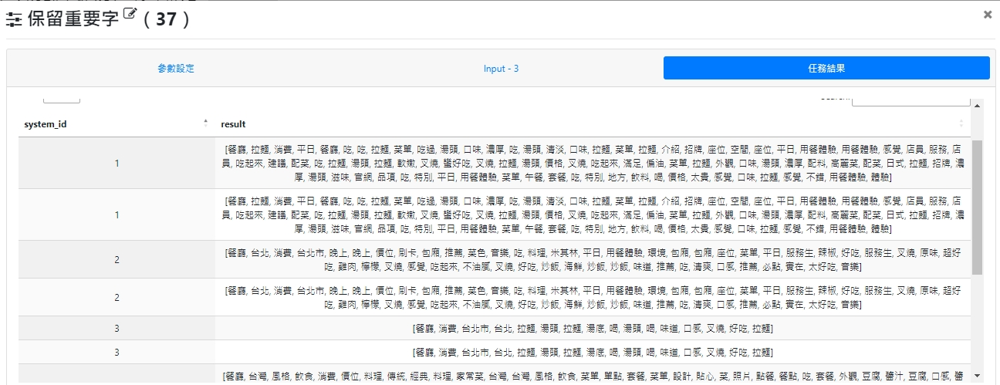 保留重要字 ( 37 )
參數設定 Input - 3 任務結果
system_id result
1 [餐廳, 拉麵, 消費, 平日, 餐廳, 吃, 吃, 拉麵, 菜單, 吃過, 湯頭, 口味, 濃厚, 吃, 湯頭, 清淡, 口味, 拉麵, 菜單, 拉麵, 介紹, 招牌, 座位, 空間, 座位, 平日, 用餐體驗, 用餐體驗, 感覺, 店員, 服務, 店
員, 吃起來, 建議, 配菜, 吃, 拉麵, 湯頭, 拉麵, 軟嫩, 叉燒, 蠻好吃, 叉燒, 拉麵, 湯頭, 價格, 叉燒, 吃起來, 滿足, 偏油, 菜單, 拉麵, 外觀, 口味, 湯頭, 濃厚, 配料, 高麗菜, 配菜, 日式, 拉麵, 招牌, 濃
厚, 湯頭, 滋味, 官網, 品項, 吃, 特別, 平日, 用餐體驗, 菜單, 午餐, 套餐, 吃, 特別, 地方, 飲料, 喝, 價格, 太貴, 感覺, 口味, 拉麵, 感覺, 不錯, 用餐體驗, 體驗]
1 [餐廳, 拉麵, 消費, 平日, 餐廳, 吃, 吃, 拉麵, 菜單, 吃過, 湯頭, 口味, 濃厚, 吃, 湯頭, 清淡, 口味, 拉麵, 菜單, 拉麵, 介紹, 招牌, 座位, 空間, 座位, 平日, 用餐體驗, 用餐體驗, 感覺, 店員, 服務, 店
員, 吃起來, 建議, 配菜, 吃, 拉麵, 湯頭, 拉麵, 軟嫩, 叉燒, 蠻好吃, 叉燒, 拉麵, 湯頭, 價格, 叉燒, 吃起來, 滿足, 偏油, 菜單, 拉麵, 外觀, 口味, 湯頭, 濃厚, 配料, 高麗菜, 配菜, 日式, 拉麵, 招牌, 濃
厚, 湯頭, 滋味, 官網, 品項, 吃, 特別, 平日, 用餐體驗, 菜單, 午餐, 套餐, 吃, 特別, 地方, 飲料, 喝, 價格, 太貴, 感覺, 口味, 拉麵, 感覺, 不錯, 用餐體驗, 體驗]
2 [餐廳, 台北, 消費, 台北市, 晚上, 晚上, 價位, 刷卡, 包廂, 推薦, 菜色, 音樂, 吃, 料理, 米其林, 平日, 用餐體驗, 環境, 包廂, 包廂, 座位, 菜單, 平日, 服務生, 辣椒, 好吃, 服務生, 叉燒, 原味, 超好
吃, 雞肉, 檸檬, 叉燒, 感覺, 吃起來, 不油膩, 叉燒, 好吃, 炒飯, 海鮮, 炒飯, 炒飯, 味道, 推薦, 吃, 清爽, 口感, 推薦, 必點, 實在, 太好吃, 音樂]
2 [餐廳, 台北, 消費, 台北市, 晚上, 晚上, 價位, 刷卡, 包廂, 推薦, 菜色, 音樂, 吃, 料理, 米其林, 平日, 用餐體驗, 環境, 包廂, 包廂, 座位, 菜單, 平日, 服務生, 辣椒, 好吃, 服務生, 叉燒, 原味, 超好
吃, 雞肉, 檸檬, 叉燒, 感覺, 吃起來, 不油膩, 叉燒, 好吃, 炒飯, 海鮮, 炒飯, 炒飯, 味道, 推薦, 吃, 清爽, 口感, 推薦, 必點, 實在, 太好吃, 音樂]
3 [餐廳, 消費, 台北市, 台北, 拉麵, 湯頭, 拉麵, 湯底, 喝, 湯頭, 喝, 味道, 口感, 叉燒, 好吃, 拉麵]
3 [餐廳, 消費, 台北市, 台北, 拉麵, 湯頭, 拉麵, 湯底, 喝, 湯頭, 喝, 味道, 口感, 叉燒, 好吃, 拉麵]
[餐廳, 台灣, 風格, 飲食, 消費, 價位, 料理, 傳統, 經典, 料理, 家常菜, 台灣, 台灣, 風格, 飲食, 菜單, 單點, 套餐, 菜單, 設計, 貼心, 菜, 照片, 點餐, 餐點, 吃, 套餐, 外觀, 豆腐, 醬汁, 豆腐, 口感, 醬